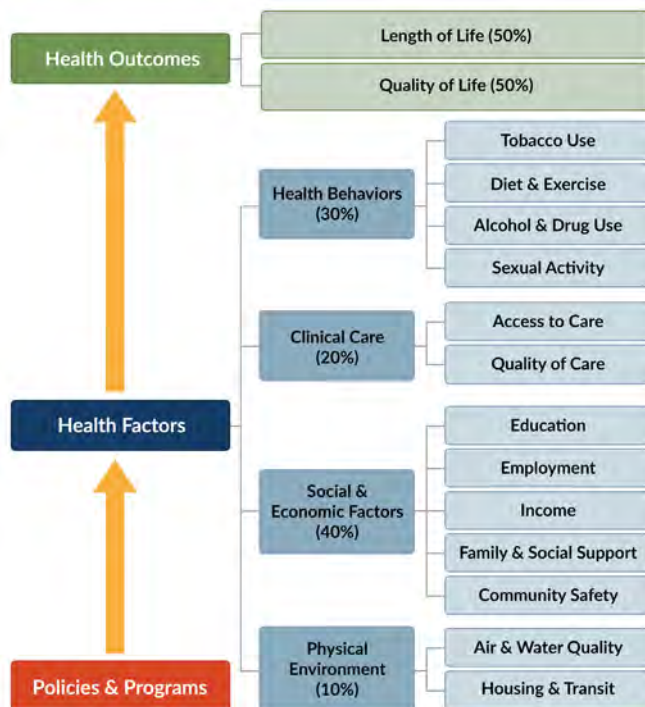 Health Outcomes
Length of Life (50%)
Quality of Life (50%)
Health Behaviors
(30%)
Tobacco Use
Diet & Exercise
Alcohol & Drug Use
Sexual Activity
Clinical Care
(20%)
Access to Care
Quality of Care
Health Factors
Social &
Economic Factors
(40%)
Education
Employment
Income
Family & Social Support
Community Safety
Physical
Environment
(10%)
Air & Water Quality
Housing & Transit
Policies & Programs